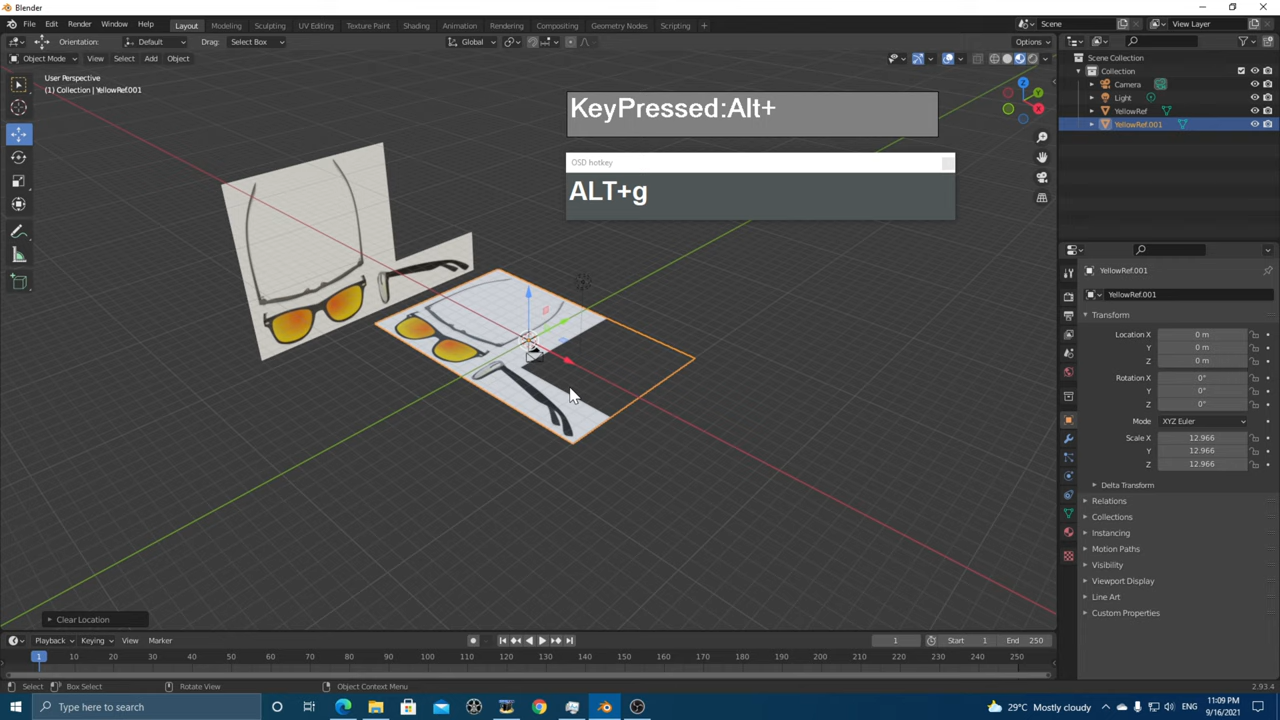 Blender
File Edit Render Window Help Layout Modeling Sculpting UV Editing Texture Paint Shading Animation Rendering Compositing Geometry Nodes Scripting + Scene View Layer
Orientation: Default Drag: Select Box Global Options
Object Mode View Select Add Object
Scene Collection
Collection
Camera
Light
YellowRef
YellowRef.001
User Perspective
(1) Collection | YellowRef.001
KeyPressed:Alt+
OSD hotkey
ALT+g
YellowRef.001
YellowRef.001
Transform
Location X 0 m
Y 0 m
Z 0 m
Rotation X 0°
Y 0°
Z 0°
Mode XYZ Euler
Scale X 12.966
Y 12.966
Z 12.966
Delta Transform
Relations
Collections
Instancing
Motion Paths
Visibility
Viewport Display
Line Art
Custom Properties
Clear Location
Playback Keying View Marker 1 Start 1 End 250
1 10 20 30 40 50 60 70 80 90 100 110 120 130 140 150 160 170 180 190 200 210 220 230 240 250
Select Box Select Rotate View Object Context Menu 2.93.4
Type here to search 29°C Mostly cloudy 11:09 PM
9/16/2021